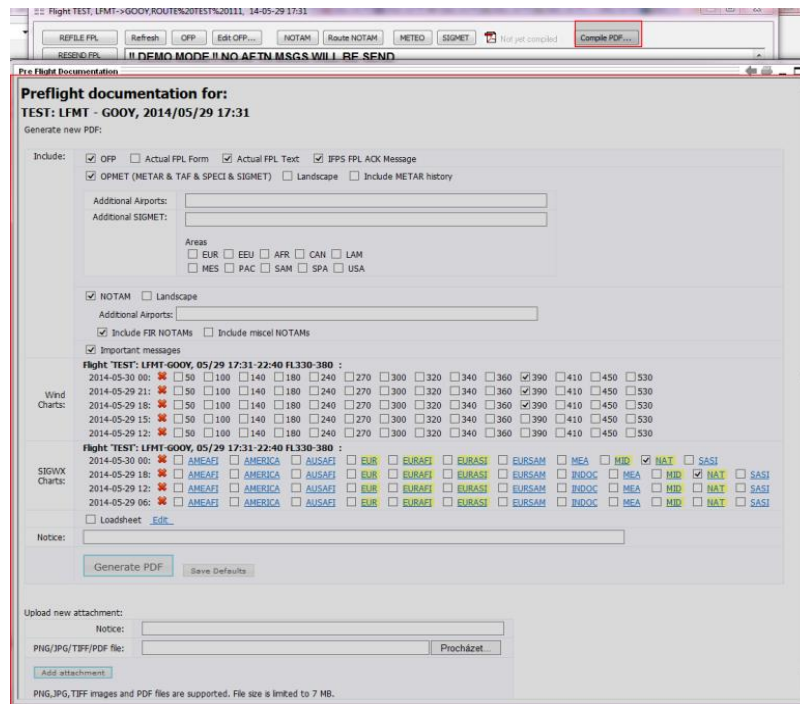 Flight TEST, LFMT->GOOY,ROUTE%20TEST%20111, 14-05-29 17:31
REFILE FPL Refresh OFP Edit OFP... NOTAM Route NOTAM METEO SIGMET Not yet compiled Compile PDF...
RESEND FPL !! DEMO MODE !! NO AFTN MSGS WILL BE SEND
Pre Flight Documentation
Preflight documentation for:
TEST: LFMT - GOOY, 2014/05/29 17:31
Generate new PDF:
Include: OFP Actual FPL Form Actual FPL Text IFPS FPL ACK Message
OPMET (METAR & TAF & SPECI & SIGMET) Landscape Include METAR history
Additional Airports:
Additional SIGMET:
Areas
EUR EEU AFR CAN LAM
MES PAC SAM SPA USA
NOTAM Landscape
Additional Airports:
Include FIR NOTAMs Include miscel NOTAMs
Important messages
Flight 'TEST': LFMT-GOOY, 05/29 17:31-22:40 FL330-380 :
2014-05-30 00: 50 100 140 180 240 270 300 320 340 360 390 410 450 530
2014-05-29 21: 50 100 140 180 240 270 300 320 340 360 390 410 450 530
Wind Charts: 2014-05-29 18: 50 100 140 180 240 270 300 320 340 360 390 410 450 530
2014-05-29 15: 50 100 140 180 240 270 300 320 340 360 390 410 450 530
2014-05-29 12: 50 100 140 180 240 270 300 320 340 360 390 410 450 530
Flight 'TEST': LFMT-GOOY, 05/29 17:31-22:40 FL330-380 :
2014-05-30 00: AMEAFI AMERICA AUSAFI EUR EURAFI EURASI EURSAM MEA MID NAT SASI
SIGWX Charts: 2014-05-29 18: AMEAFI AMERICA AUSAFI EUR EURAFI EURASI EURSAM INDOC MEA MID NAT SASI
2014-05-29 12: AMEAFI AMERICA AUSAFI EUR EURAFI EURASI EURSAM INDOC MEA MID NAT SASI
2014-05-29 06: AMEAFI AMERICA AUSAFI EUR EURAFI EURASI EURSAM INDOC MEA MID NAT SASI
Loadsheet Edit
Notice:
Generate PDF Save Defaults
Upload new attachment:
Notice:
PNG/JPG/TIFF/PDF file: Procházet...
Add attachment
PNG,JPG,TIFF images and PDF files are supported. File size is limited to 7 MB.